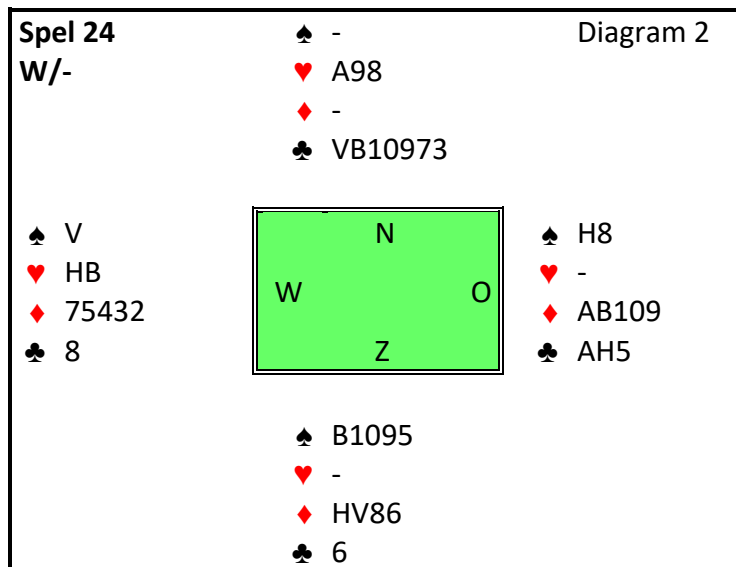 Spel 24 ♠ - Diagram 2
W/- ♥ A98
♦ -
♣ VB10973
♠ V N ♠ H8
♥ HB ♥ -
W O
♦ 75432 ♦ AB109
♣ 8 Z ♣ AH5
♠ B1095
♥ -
♦ HV86
♣ 6